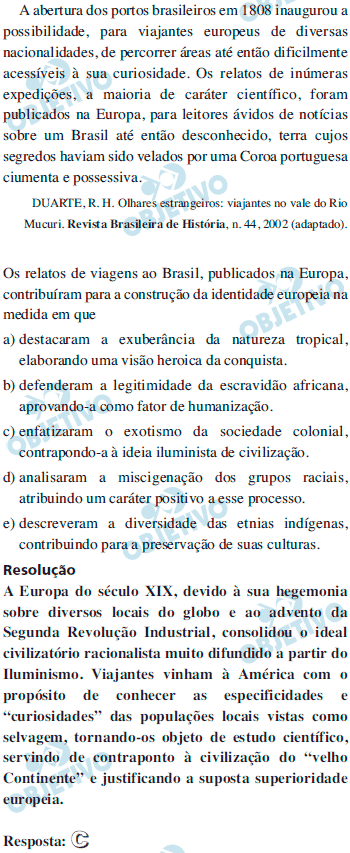 A abertura dos portos brasileiros em 1808 inaugurou a
possibilidade, para viajantes europeus de diversas
nacionalidades, de percorrer áreas até então dificilmente
acessíveis à sua curiosidade. Os relatos de inúmeras
expedições, a maioria de caráter científico, foram
publicados na Europa, para leitores ávidos de notícias
sobre um Brasil até então desconhecido, terra cujos
segredos haviam sido velados por uma Coroa portuguesa
ciumenta e possessiva.
DUARTE, R. H. Olhares estrangeiros: viajantes no vale do Rio
Mucuri. Revista Brasileira de História, n. 44, 2002 (adaptado).
Os relatos de viagens ao Brasil, publicados na Europa,
contribuíram para a construção da identidade europeia na
medida em que
a) destacaram a exuberância da natureza tropical,
elaborando uma visão heroica da conquista.
b) defenderam a legitimidade da escravidão africana,
aprovando-a como fator de humanização.
c) enfatizaram o exotismo da sociedade colonial,
contrapondo-a à ideia iluminista de civilização.
d) analisaram a miscigenação dos grupos raciais,
atribuindo um caráter positivo a esse processo.
e) descreveram a diversidade das etnias indígenas,
contribuindo para a preservação de suas culturas.
Resolução
A Europa do século XIX, devido à sua hegemonia
sobre diversos locais do globo e ao advento da
Segunda Revolução Industrial, consolidou o ideal
civilizatório racionalista muito difundido a partir do
Iluminismo. Viajantes vinham à América com o
propósito de conhecer as especificidades e
“curiosidades” das populações locais vistas como
selvagem, tornando-os objeto de estudo científico,
servindo de contraponto à civilização do “velho
Continente” e justificando a suposta superioridade
europeia.
Resposta: C